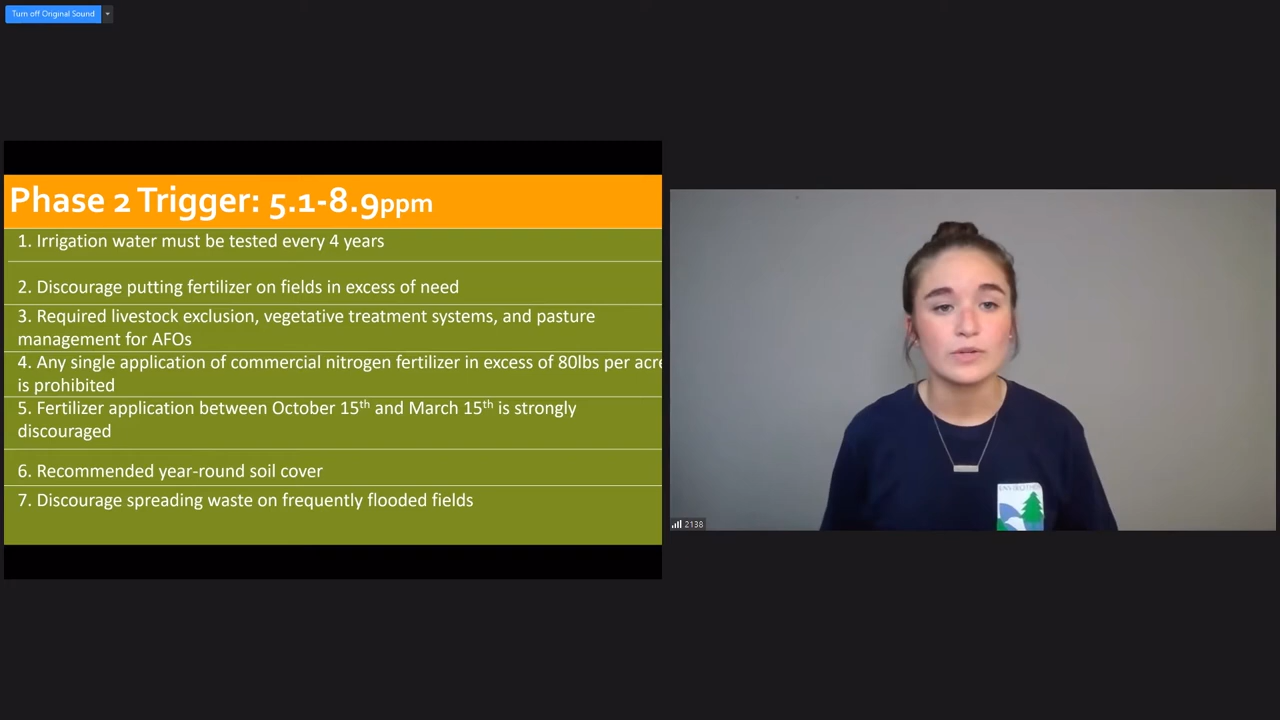 Turn off Original Sound
Phase 2 Trigger: 5.1-8.9ppm
1. Irrigation water must be tested every 4 years
2. Discourage putting fertilizer on fields in excess of need
3. Required livestock exclusion, vegetative treatment systems, and pasture
management for AFOs
4. Any single application of commercial nitrogen fertilizer in excess of 80lbs per acre
is prohibited
5. Fertilizer application between October 15th and March 15th is strongly
discouraged
6. Recommended year-round soil cover
7. Discourage spreading waste on frequently flooded fields
2138